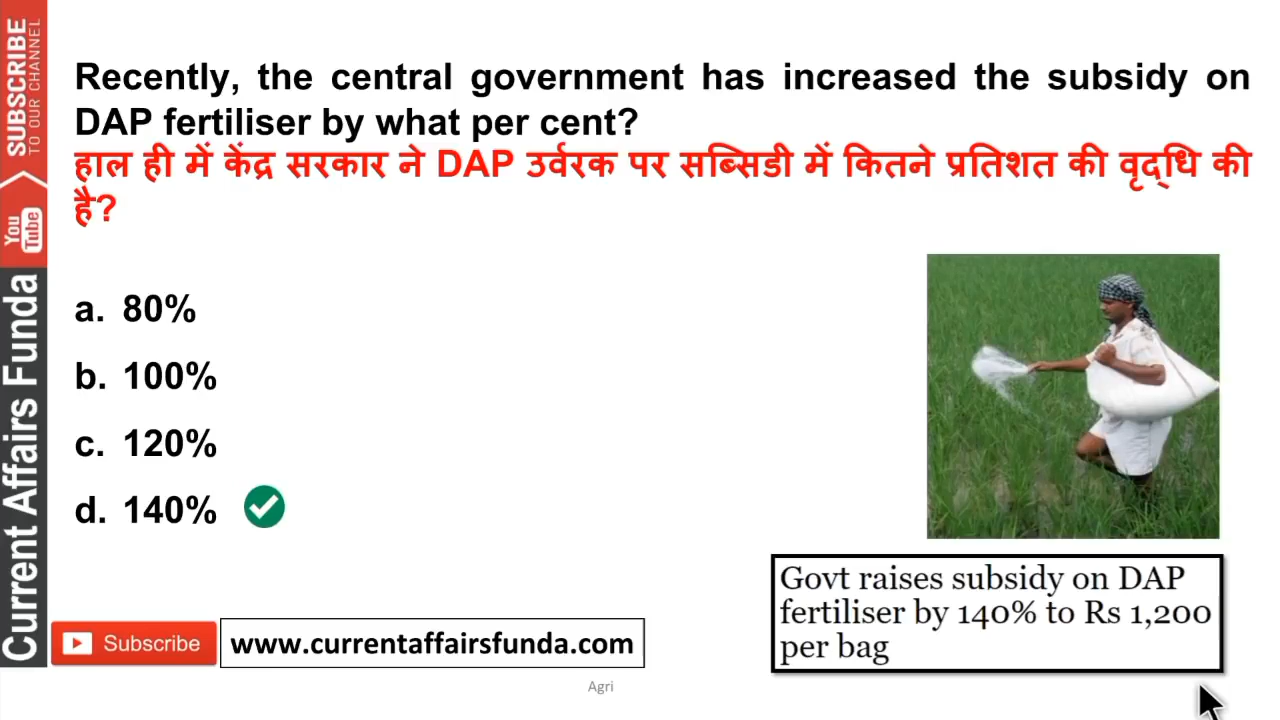 Recently, the central government has increased the subsidy on
DAP fertiliser by what per cent?
हाल ही में केंद्र सरकार ने DAP उर्वरक पर सब्सिडी में कितने प्रतिशत की वृद्धि की
है?
a. 80%
b. 100%
c. 120%
d. 140%
Govt raises subsidy on DAP
fertiliser by 140% to Rs 1,200
per bag
Subscribe
www.currentaffairsfunda.com
Agri
SUBSCRIBE
TO OUR CHANNEL
You
Tube
Current Affairs Funda